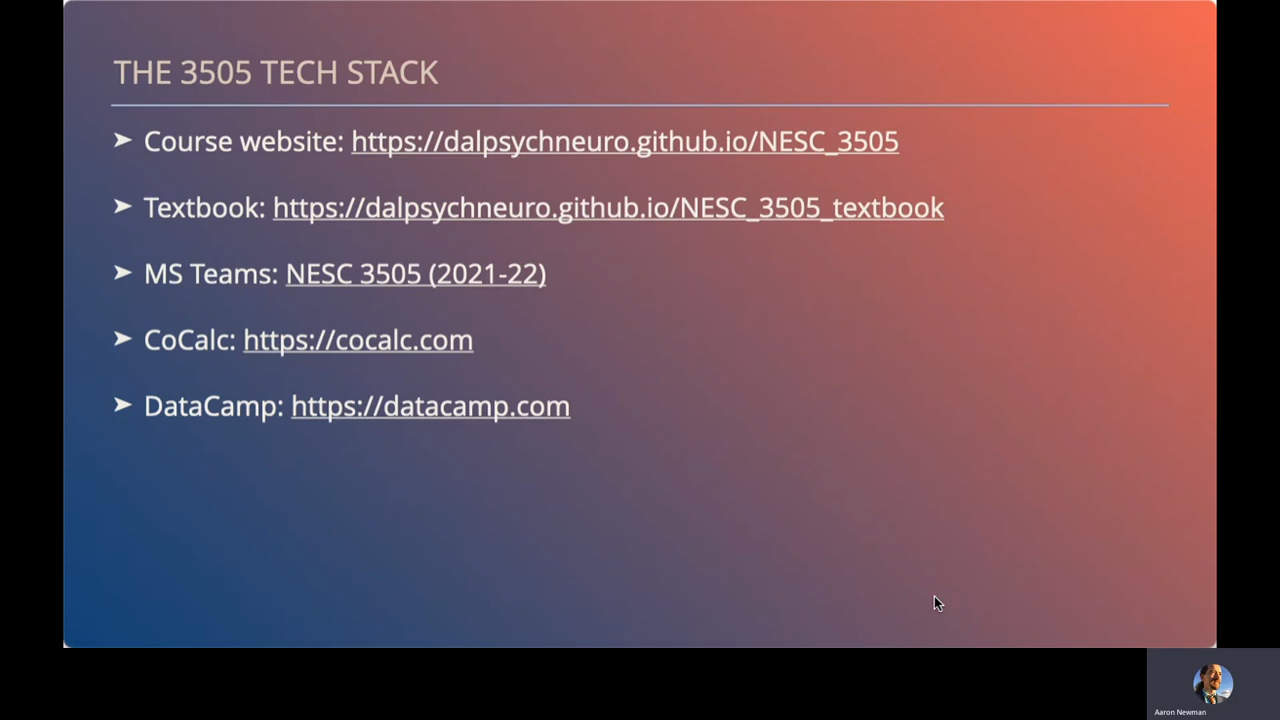 THE 3505 TECH STACK
➤ Course website: https://dalpsychneuro.github.io/NESC_3505
➤ Textbook: https://dalpsychneuro.github.io/NESC_3505_textbook
➤ MS Teams: NESC 3505 (2021-22)
➤ CoCalc: https://cocalc.com
➤ DataCamp: https://datacamp.com
Aaron Newman